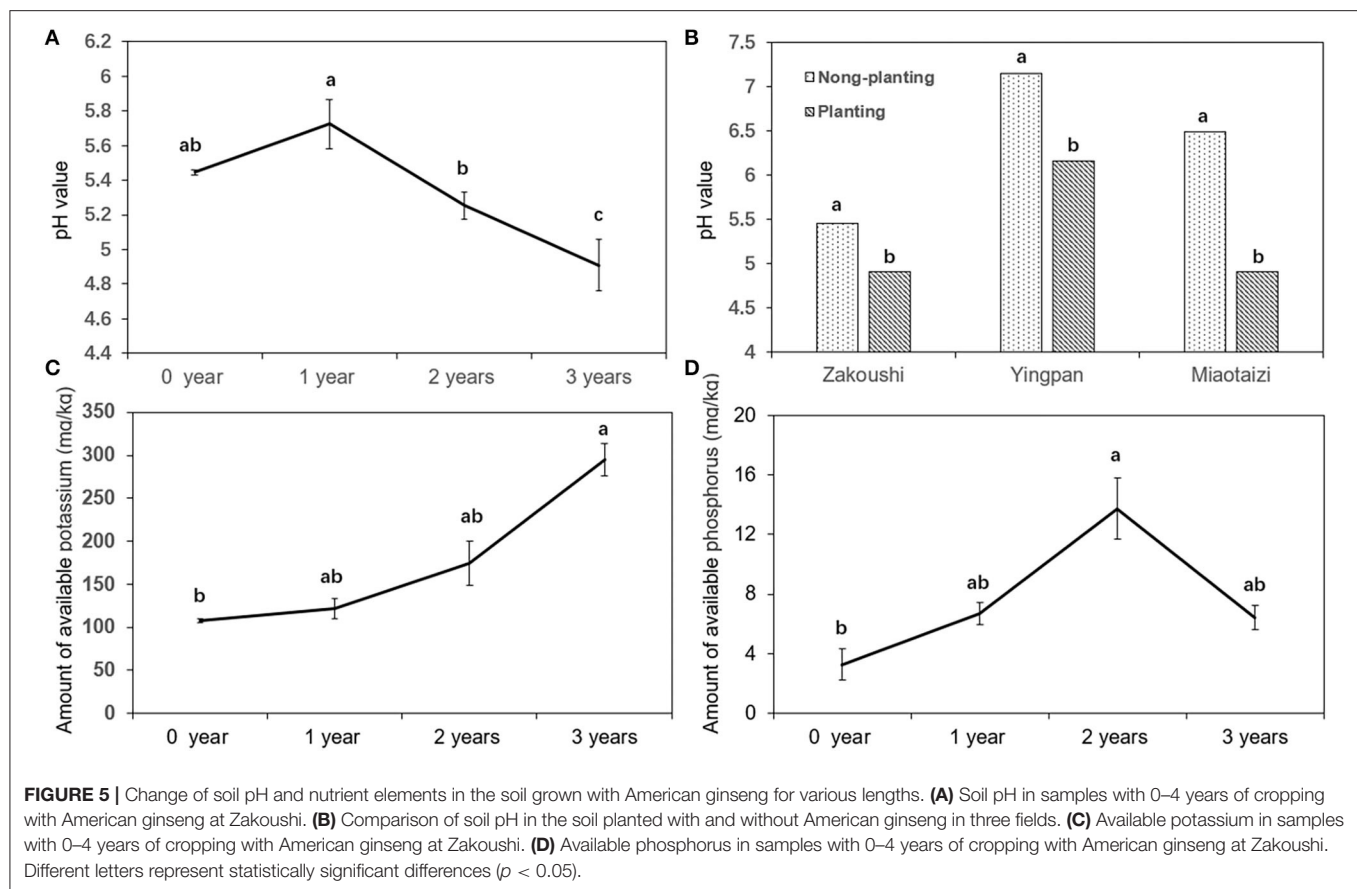 A
6.2
6
5.8
5.6
5.4
5.2
5
4.8
4.6
4.4
pH value
ab
a
b
c
0 year 1 year 2 years 3 years
B
7.5
7
6.5
6
5.5
5
4.5
4
pH value
Nong-planting
Planting
a
b
a
b
a
b
Zakoushi Yingpan Miaotaizi
C
350
300
250
200
150
100
50
0
Amount of available potassium (mg/kg)
b
ab
ab
a
0 year 1 year 2 years 3 years
D
20
16
12
8
4
0
Amount of available phosphorus (mg/kg)
b
ab
a
ab
0 year 1 year 2 years 3 years
FIGURE 5 | Change of soil pH and nutrient elements in the soil grown with American ginseng for various lengths. (A) Soil pH in samples with 0–4 years of cropping
with American ginseng at Zakoushi. (B) Comparison of soil pH in the soil planted with and without American ginseng in three fields. (C) Available potassium in samples
with 0–4 years of cropping with American ginseng at Zakoushi. (D) Available phosphorus in samples with 0–4 years of cropping with American ginseng at Zakoushi.
Different letters represent statistically significant differences (p < 0.05).